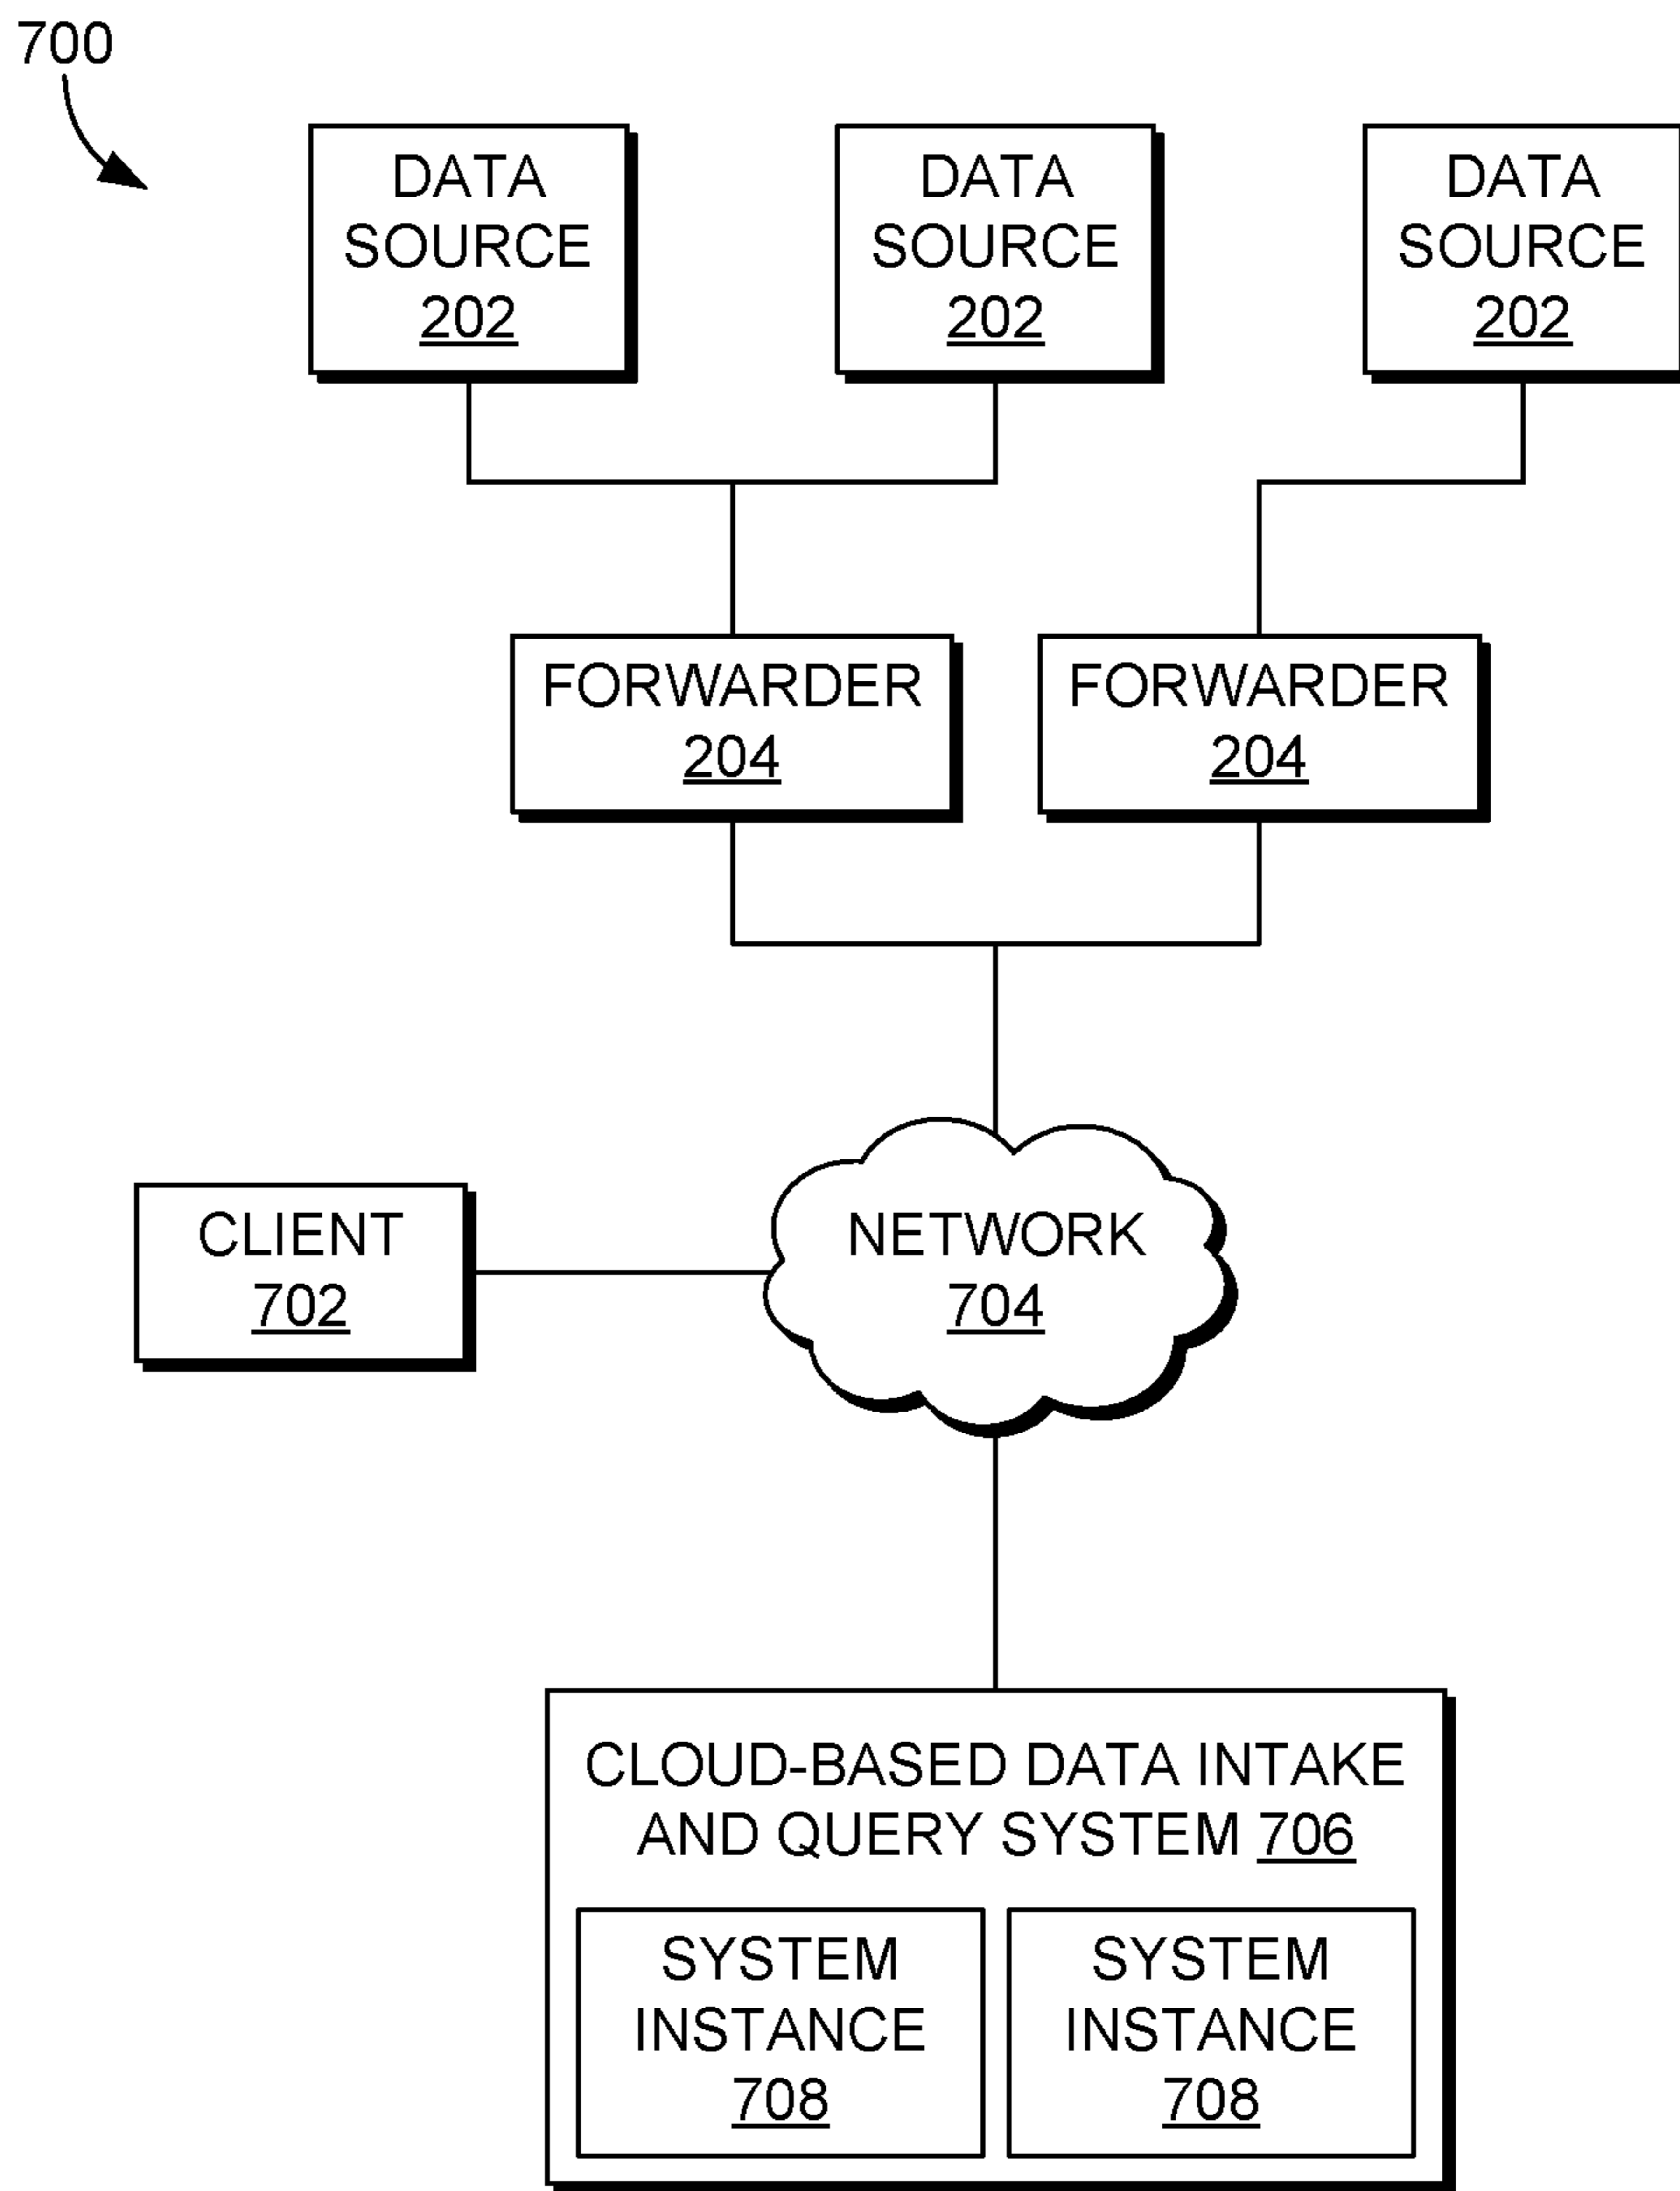 700
DATA
SOURCE
202
DATA
SOURCE
202
DATA
SOURCE
202
FORWARDER
204
FORWARDER
204
CLIENT
702
NETWORK
704
CLOUD-BASED DATA INTAKE
AND QUERY SYSTEM 706
SYSTEM
INSTANCE
708
SYSTEM
INSTANCE
708